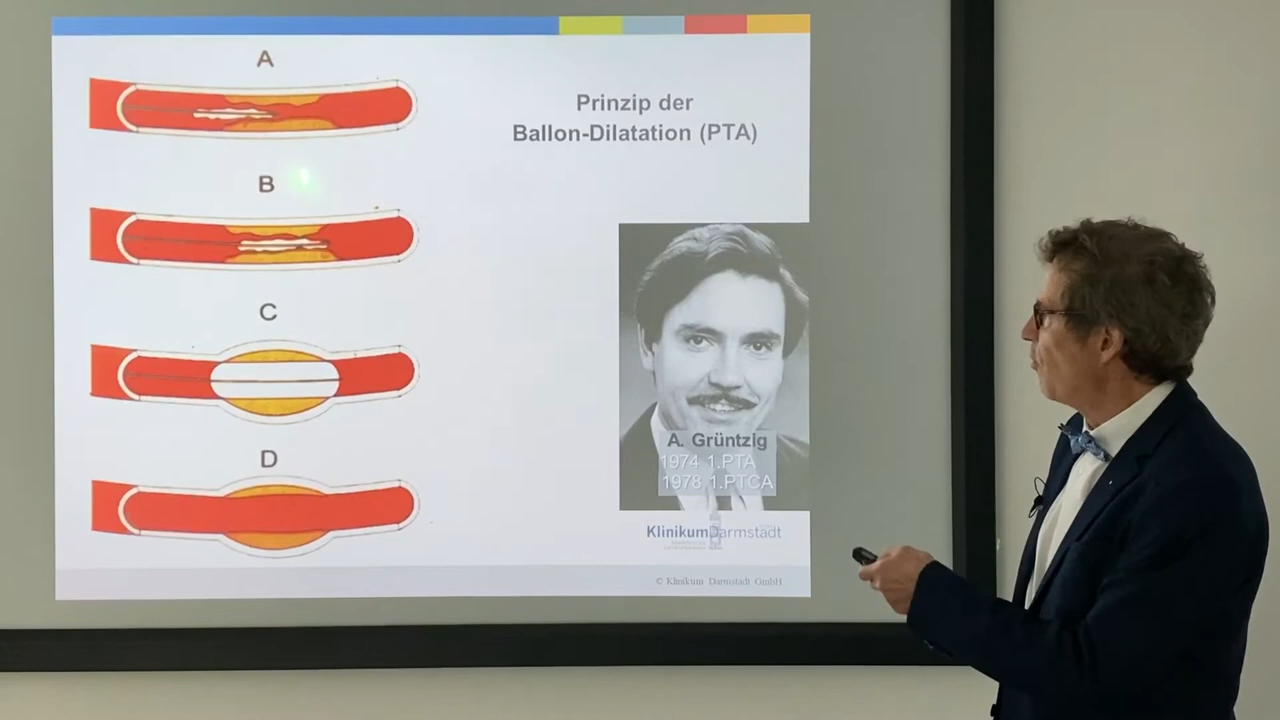 A
Prinzip der
Ballon-Dilatation (PTA)
B
C
D
A. Grüntzig
1974 1.PTA
1978 1.PTCA
KlinikumDarmstadt
© Klinikum Darmstadt GmbH